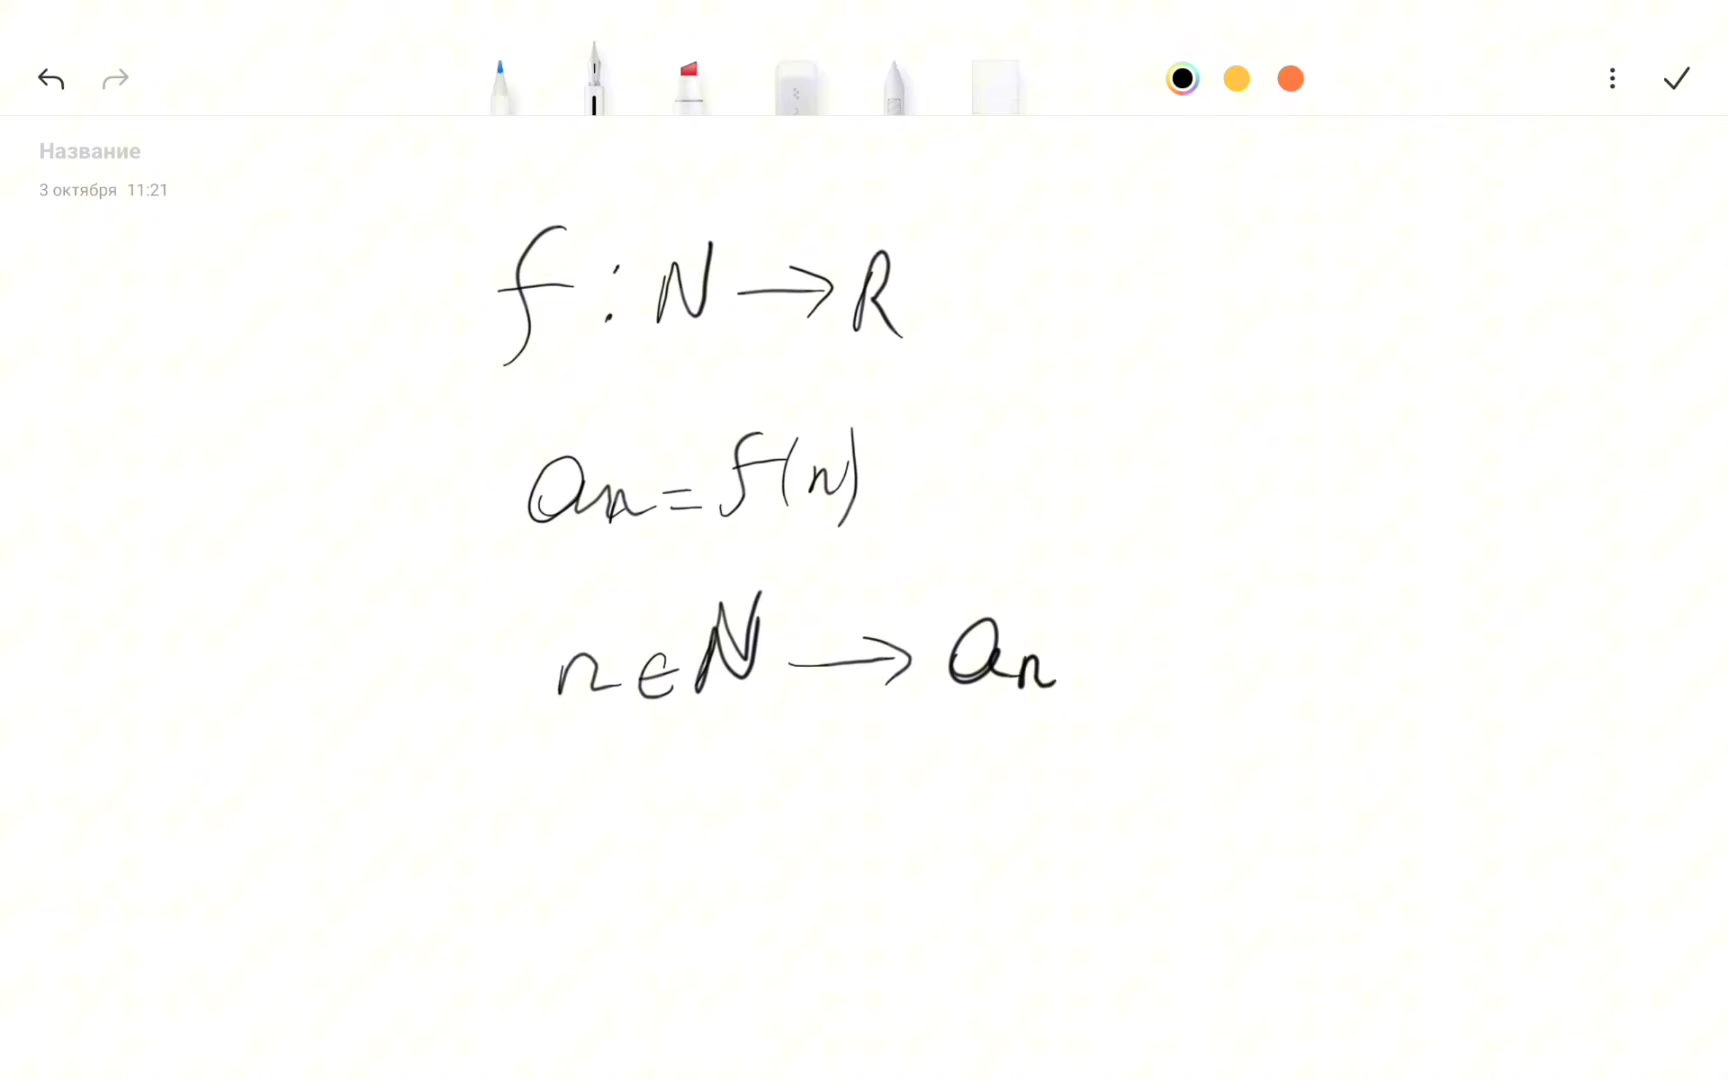 Название
3 октября 11:21
f : N → R
an = f(n)
n ∈ N → an